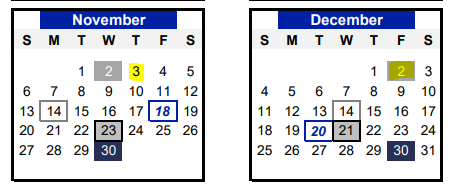 November
S M T W T F S
1 2 3 4 5
6 7 8 9 10 11 12
13 14 15 16 17 18 19
20 21 22 23 24 25 26
27 28 29 30
December
S M T W T F S
1 2 3
4 5 6 7 8 9 10
11 12 13 14 15 16 17
18 19 20 21 22 23 24
25 26 27 28 29 30 31